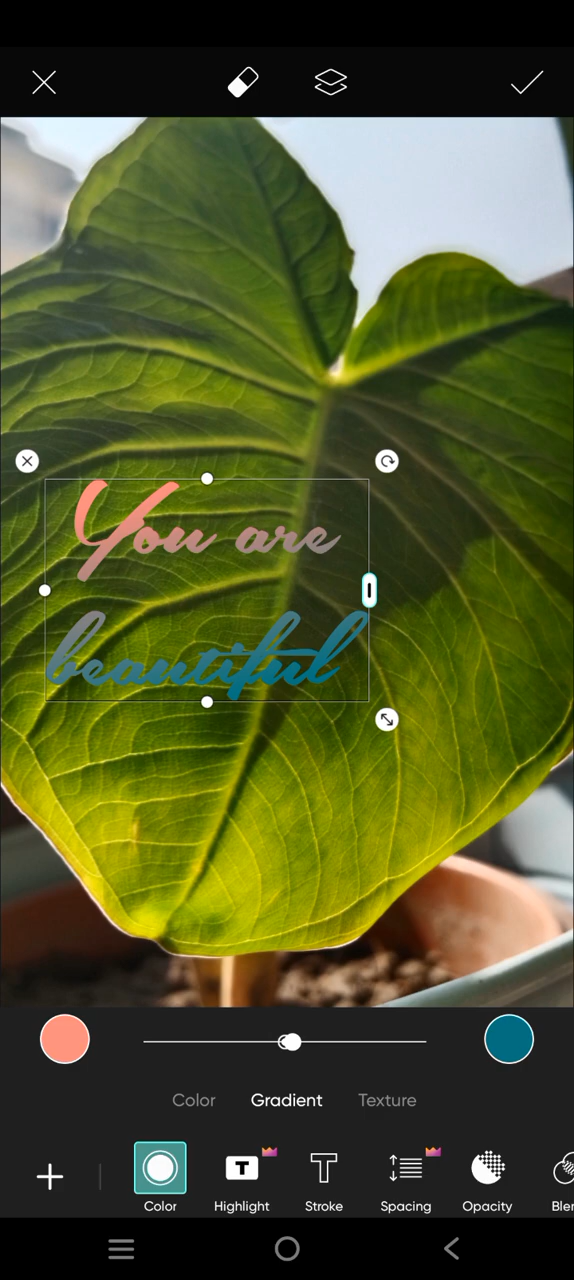 You are
beautiful
Color
Gradient
Texture
T
T
Color
Highlight
Stroke
Spacing
Opacity